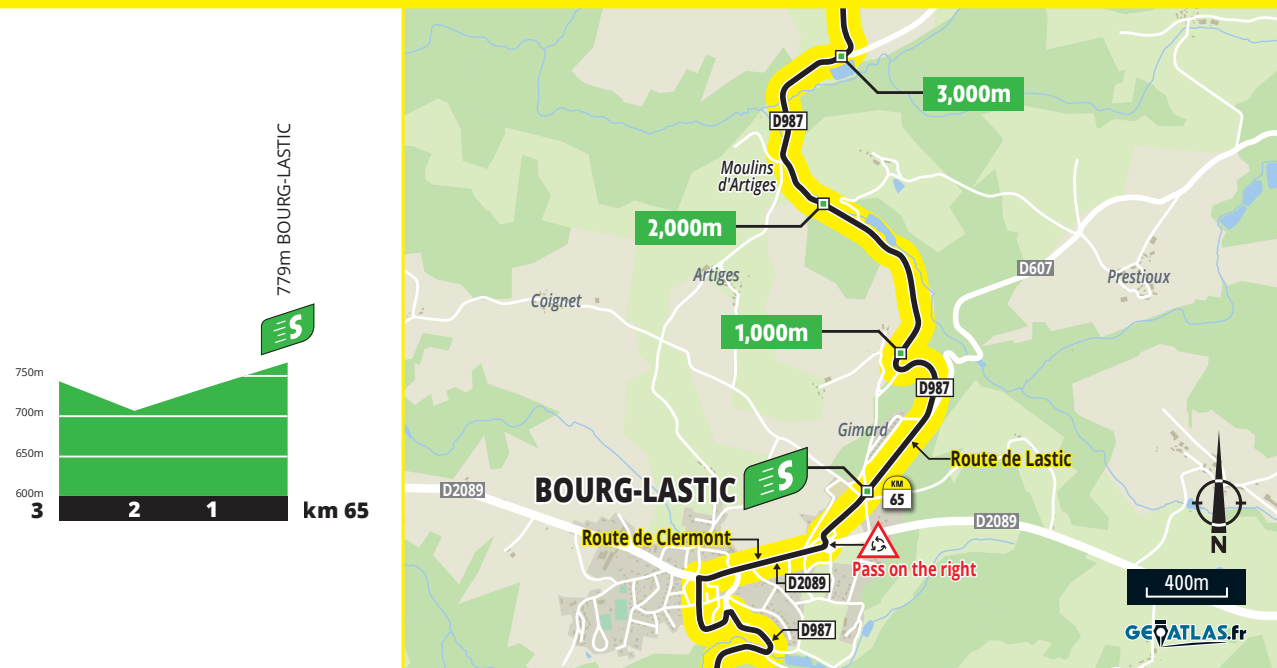 779m BOURG-LASTIC
S
750m
700m
650m
600m
3
2
1
km 65
3,000m
D987
Moulins
d'Artiges
2,000m
Artiges
Coignet
D607
Prestioux
1,000m
D987
Gimard
Route de Lastic
BOURG-LASTIC
S
D2089
KM
65
D2089
Route de Clermont
Pass on the right
D2089
D987
N
400m
GEOATLAS.fr